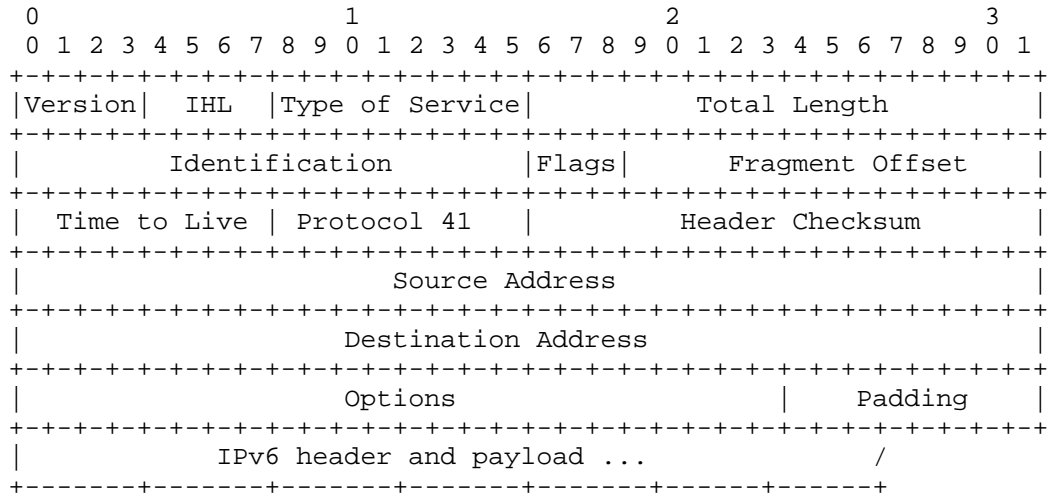 0                   1                   2                   3
 0 1 2 3 4 5 6 7 8 9 0 1 2 3 4 5 6 7 8 9 0 1 2 3 4 5 6 7 8 9 0 1
+-+-+-+-+-+-+-+-+-+-+-+-+-+-+-+-+-+-+-+-+-+-+-+-+-+-+-+-+-+-+-+-+
|Version|  IHL  |Type of Service|          Total Length         |
+-+-+-+-+-+-+-+-+-+-+-+-+-+-+-+-+-+-+-+-+-+-+-+-+-+-+-+-+-+-+-+-+
|         Identification        |Flags|      Fragment Offset    |
+-+-+-+-+-+-+-+-+-+-+-+-+-+-+-+-+-+-+-+-+-+-+-+-+-+-+-+-+-+-+-+-+
|  Time to Live | Protocol 41   |         Header Checksum       |
+-+-+-+-+-+-+-+-+-+-+-+-+-+-+-+-+-+-+-+-+-+-+-+-+-+-+-+-+-+-+-+-+
|                       Source Address                          |
+-+-+-+-+-+-+-+-+-+-+-+-+-+-+-+-+-+-+-+-+-+-+-+-+-+-+-+-+-+-+-+-+
|                    Destination Address                        |
+-+-+-+-+-+-+-+-+-+-+-+-+-+-+-+-+-+-+-+-+-+-+-+-+-+-+-+-+-+-+-+-+
|                    Options                    |    Padding    |
+-+-+-+-+-+-+-+-+-+-+-+-+-+-+-+-+-+-+-+-+-+-+-+-+-+-+-+-+-+-+-+-+
|            IPv6 header and payload ...              /
+-------+-------+-------+-------+-------+------+------+